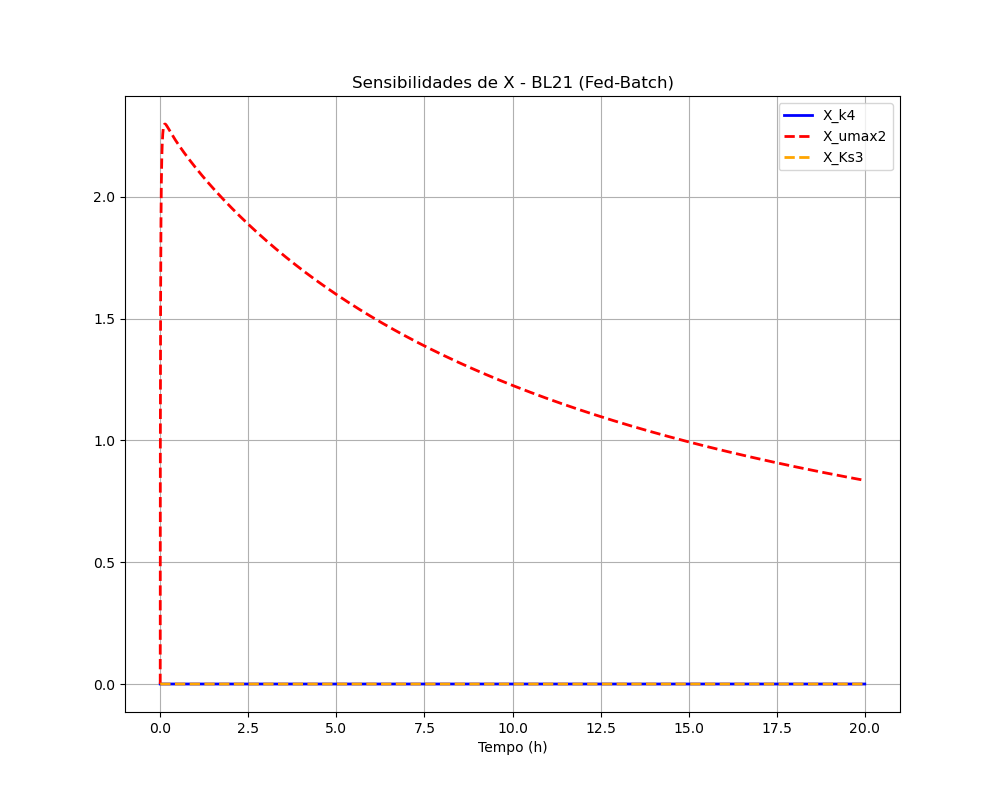 Sensibilidades de X - BL21 (Fed-Batch)
X_k4
X_umax2
X_Ks3
2.0
1.5
1.0
0.5
0.0
0.0 2.5 5.0 7.5 10.0 12.5 15.0 17.5 20.0
Tempo (h)